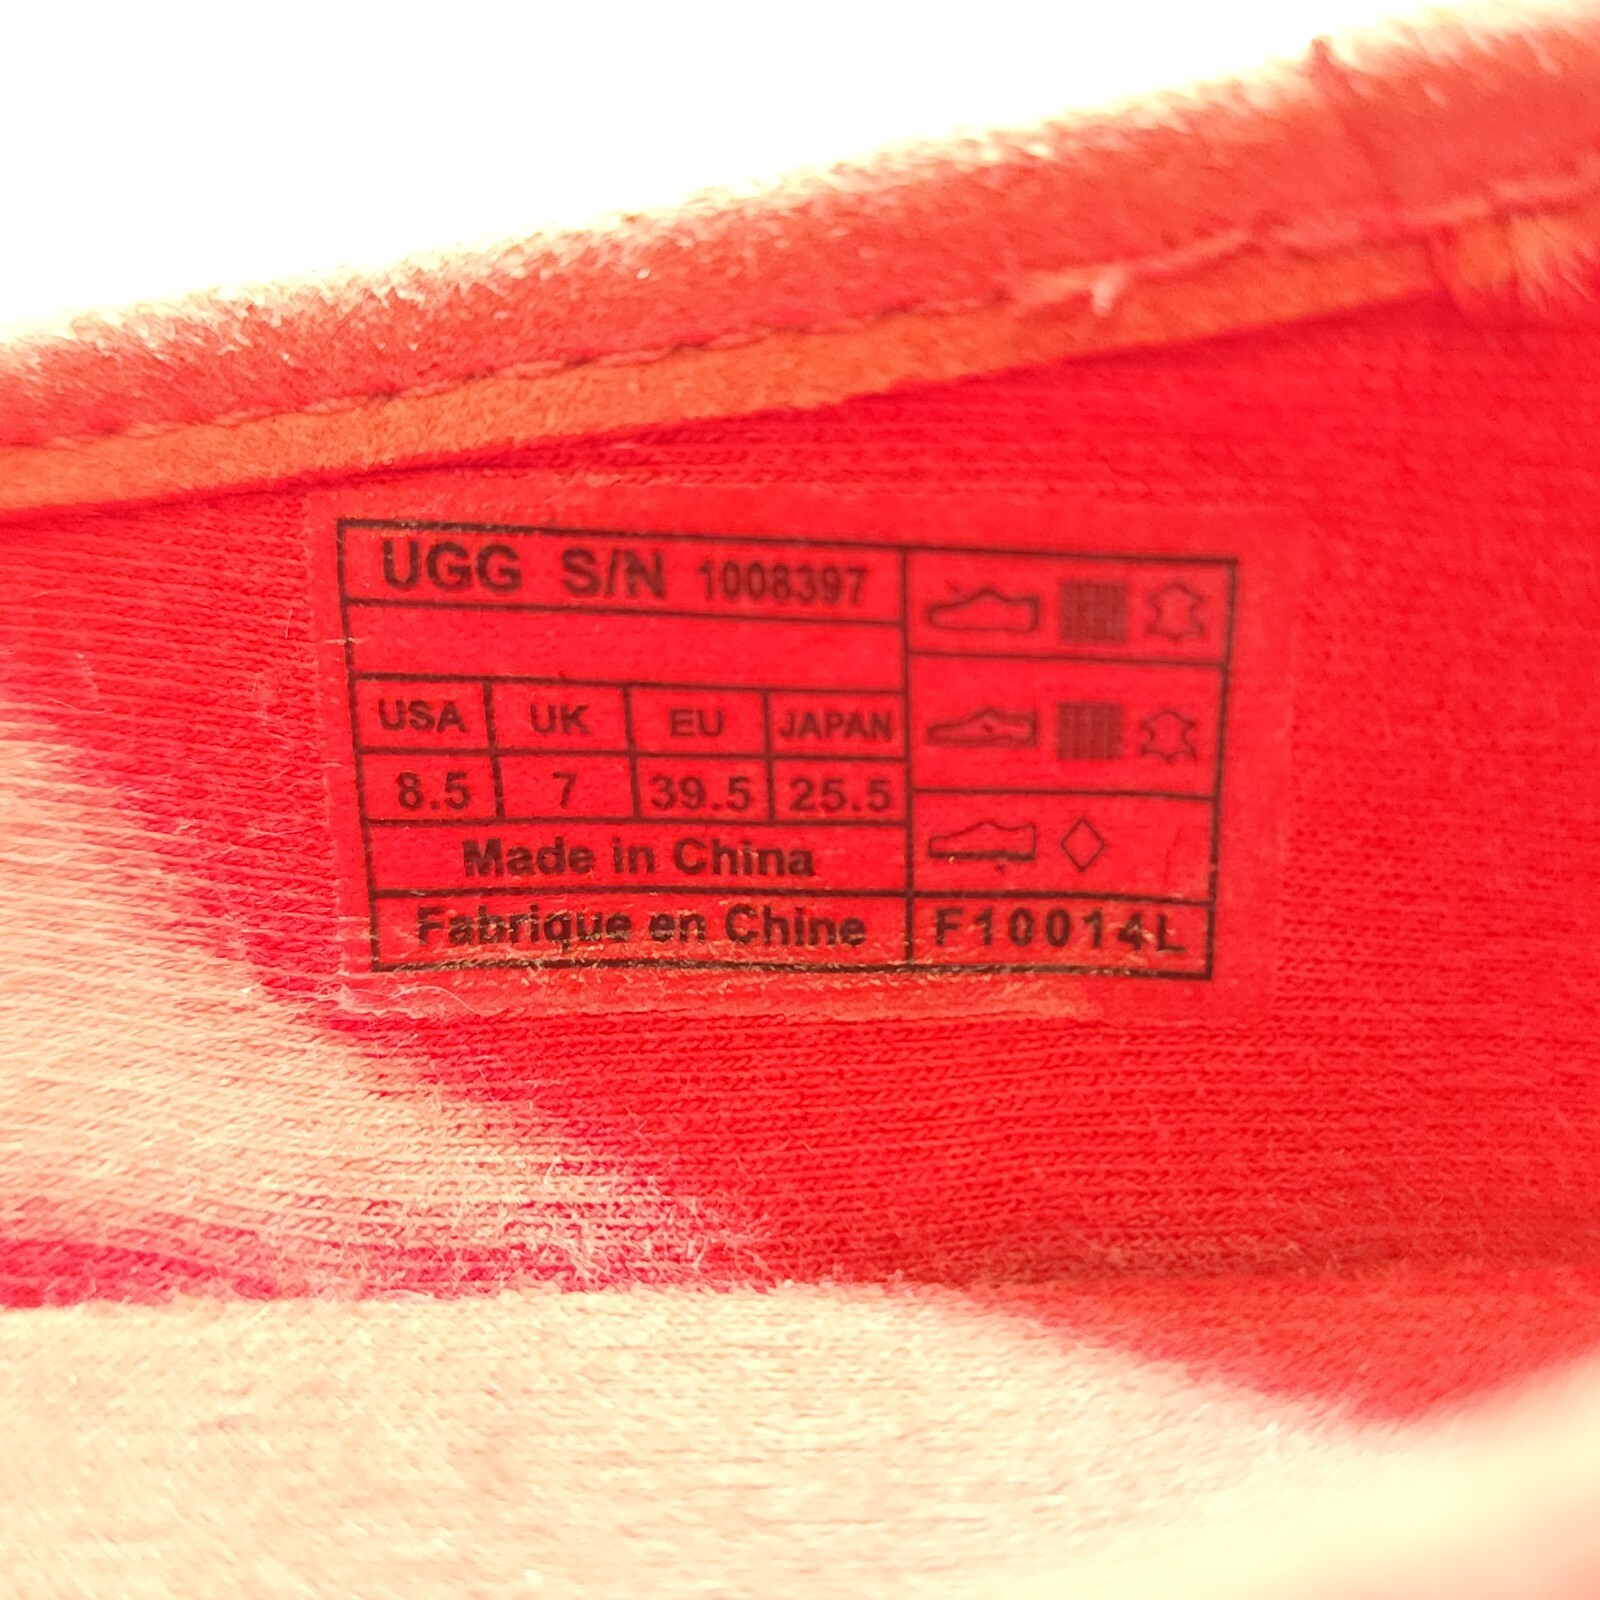 UGG S/N 1008397
USA UK EU JAPAN
8.5 7 39.5 25.5
Made in China
Fabrique en Chine
F10014L